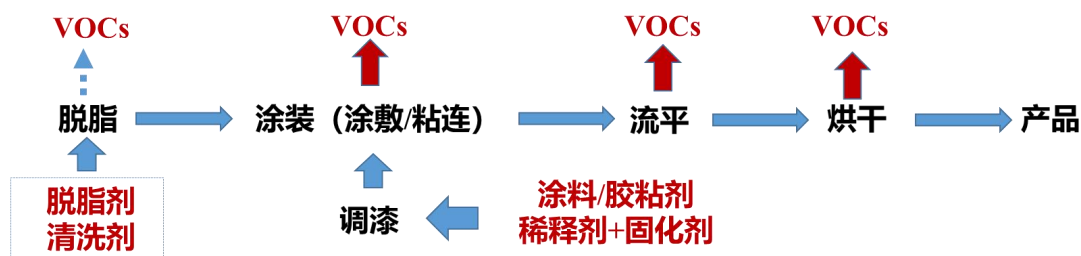 VOCs VOCs VOCs VOCs
脱脂 涂装（涂敷/粘连） 流平 烘干 产品
脱脂剂
清洗剂
调漆
涂料/胶粘剂
稀释剂+固化剂